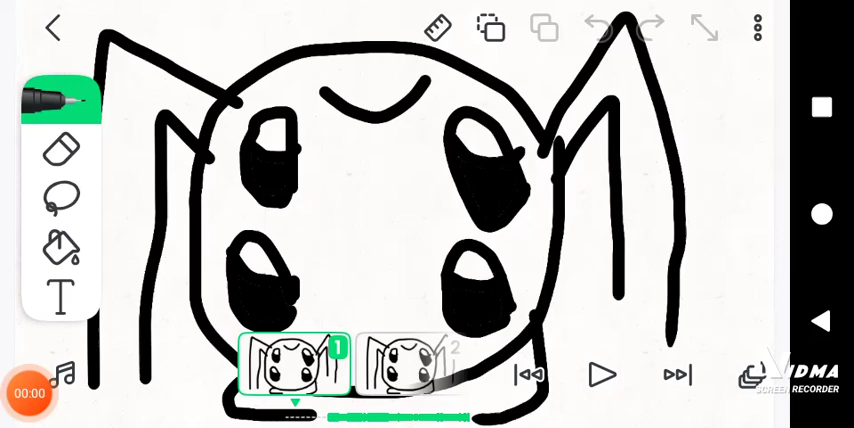 1
2
T
00:00
VIDMA
SCREEN RECORDER